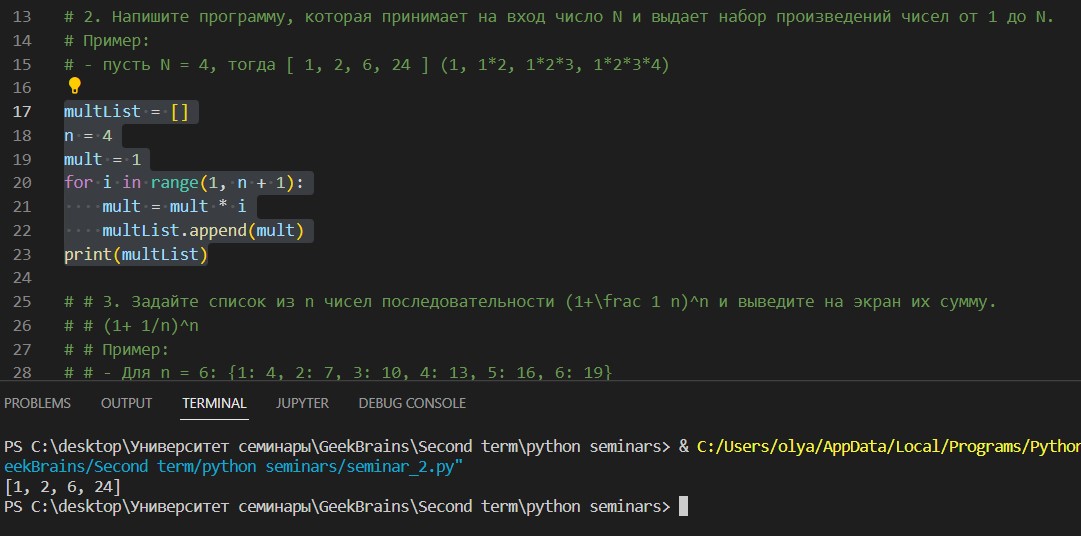 13 # 2. Напишите программу, которая принимает на вход число N и выдает набор произведений чисел от 1 до N.
14 # Пример:
15 # - пусть N = 4, тогда [ 1, 2, 6, 24 ] (1, 1*2, 1*2*3, 1*2*3*4)
16
17 multList = []
18 n = 4
19 mult = 1
20 for i in range(1, n + 1):
21     mult = mult * i
22     multList.append(mult)
23 print(multList)
24
25 # # 3. Задайте список из n чисел последовательности (1+\frac 1 n)^n и выведите на экран их сумму.
26 # # (1+ 1/n)^n
27 # # Пример:
28 # # - Для n = 6: {1: 4, 2: 7, 3: 10, 4: 13, 5: 16, 6: 19}
PROBLEMS OUTPUT TERMINAL JUPYTER DEBUG CONSOLE
PS C:\desktop\Университет семинары\GeekBrains\Second term\python seminars> & C:/Users/olya/AppData/Local/Programs/Python
eekBrains/Second term/python seminars/seminar_2.py"
[1, 2, 6, 24]
PS C:\desktop\Университет семинары\GeekBrains\Second term\python seminars>